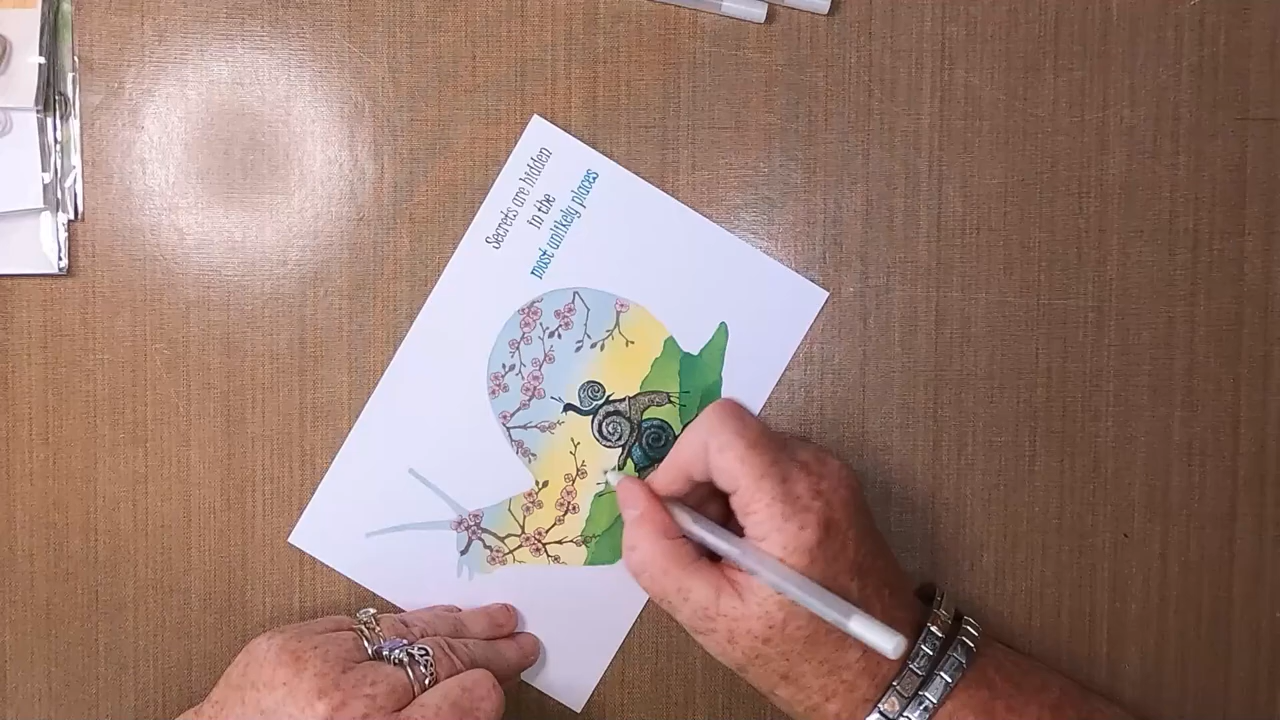 Secrets are hidden
in the
most unlikely places